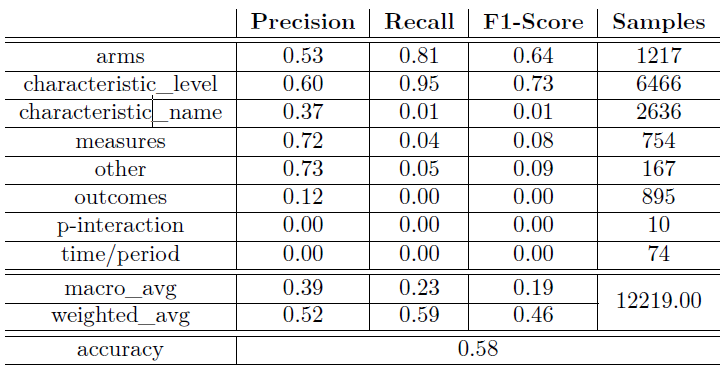 Precision Recall F1-Score Samples
arms 0.53 0.81 0.64 1217
characteristic_level 0.60 0.95 0.73 6466
characteristic_name 0.37 0.01 0.01 2636
measures 0.72 0.04 0.08 754
other 0.73 0.05 0.09 167
outcomes 0.12 0.00 0.00 895
p-interaction 0.00 0.00 0.00 10
time/period 0.00 0.00 0.00 74
macro_avg 0.39 0.23 0.19 12219.00
weighted_avg 0.52 0.59 0.46
accuracy 0.58